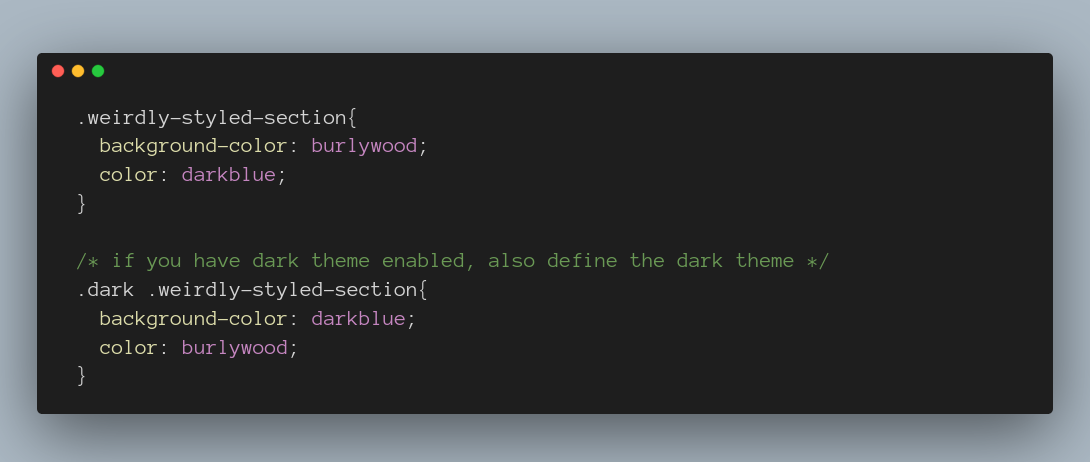 .weirdly-styled-section{
  background-color: burlywood;
  color: darkblue;
}

/* if you have dark theme enabled, also define the dark theme */
.dark .weirdly-styled-section{
  background-color: darkblue;
  color: burlywood;
}